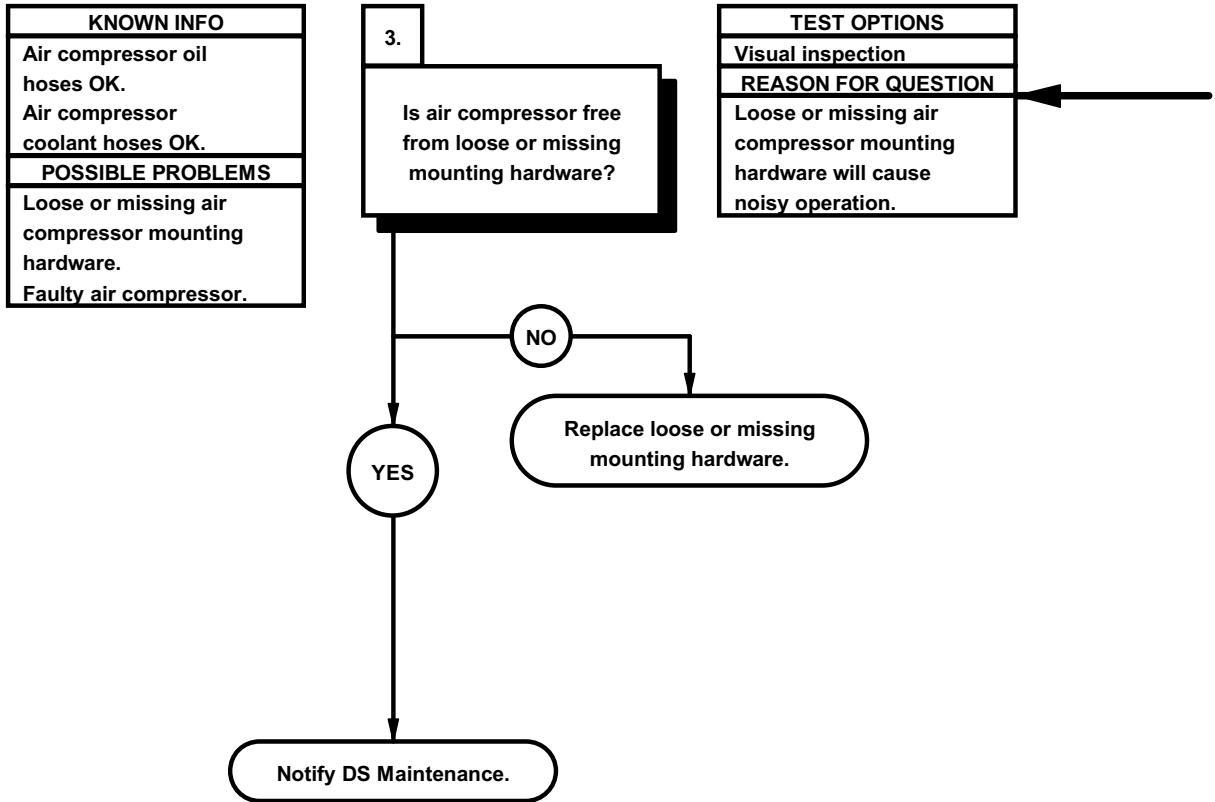 KNOWN INFO
Air compressor oil
hoses OK.
Air compressor
coolant hoses OK.
POSSIBLE PROBLEMS
Loose or missing air
compressor mounting
hardware.
Faulty air compressor.
3.
Is air compressor free
from loose or missing
mounting hardware?
TEST OPTIONS
Visual inspection
REASON FOR QUESTION
Loose or missing air
compressor mounting
hardware will cause
noisy operation.
NO
Replace loose or missing
mounting hardware.
YES
Notify DS Maintenance.